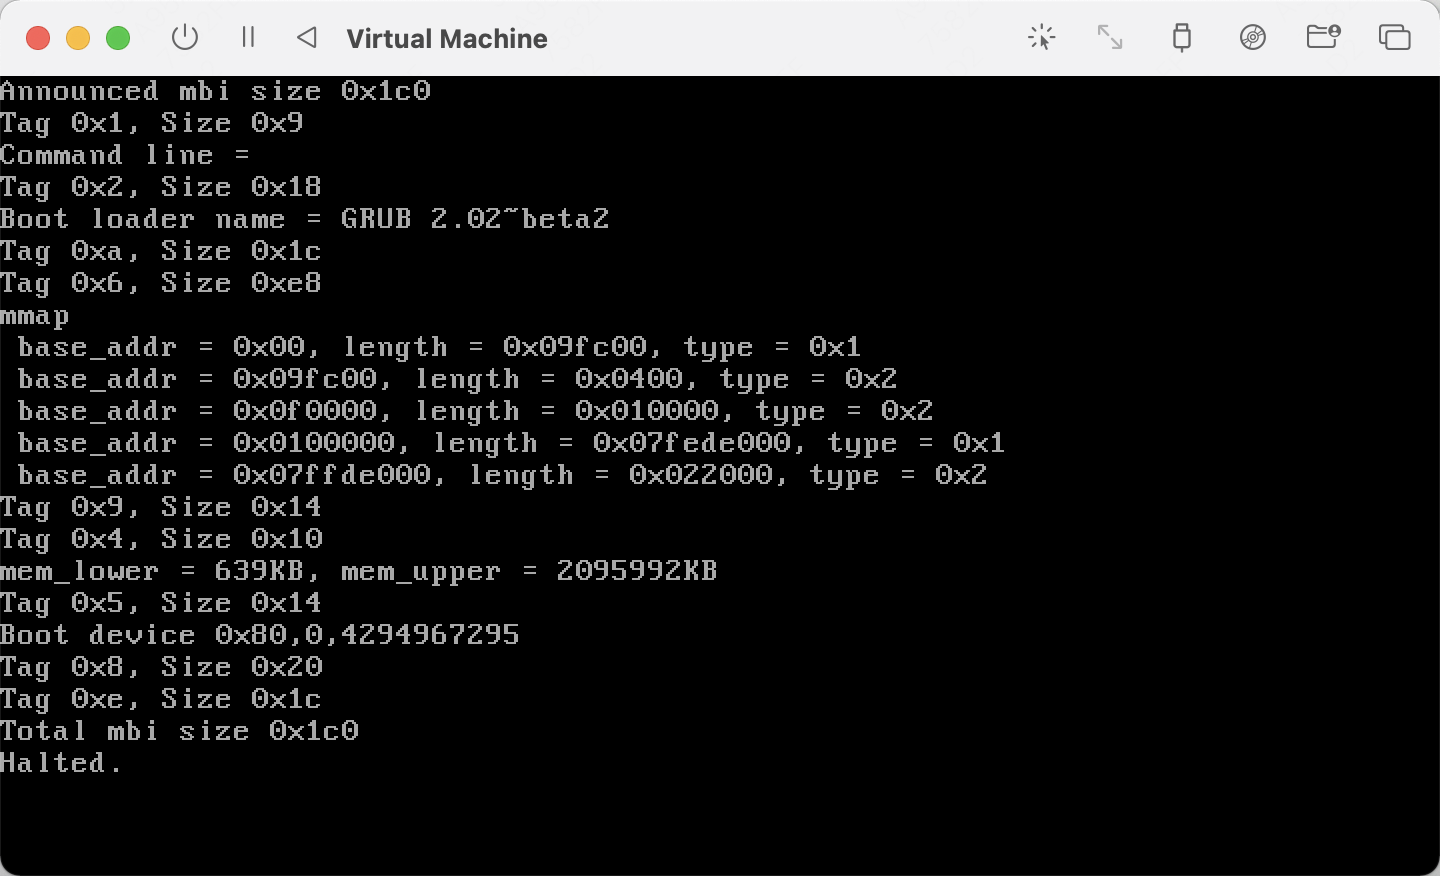 Virtual Machine
Announced mbi size 0x1c0
Tag 0x1, Size 0x9
Command line =
Tag 0x2, Size 0x18
Boot loader name = GRUB 2.02~beta2
Tag 0xa, Size 0x1c
Tag 0x6, Size 0xe8
mmap
 base_addr = 0x00, length = 0x09fc00, type = 0x1
 base_addr = 0x09fc00, length = 0x0400, type = 0x2
 base_addr = 0x0f0000, length = 0x010000, type = 0x2
 base_addr = 0x0100000, length = 0x07fede000, type = 0x1
 base_addr = 0x07ffde000, length = 0x022000, type = 0x2
Tag 0x9, Size 0x14
Tag 0x4, Size 0x10
mem_lower = 639KB, mem_upper = 2095992KB
Tag 0x5, Size 0x14
Boot device 0x80,0,4294967295
Tag 0x8, Size 0x20
Tag 0xe, Size 0x1c
Total mbi size 0x1c0
Halted.